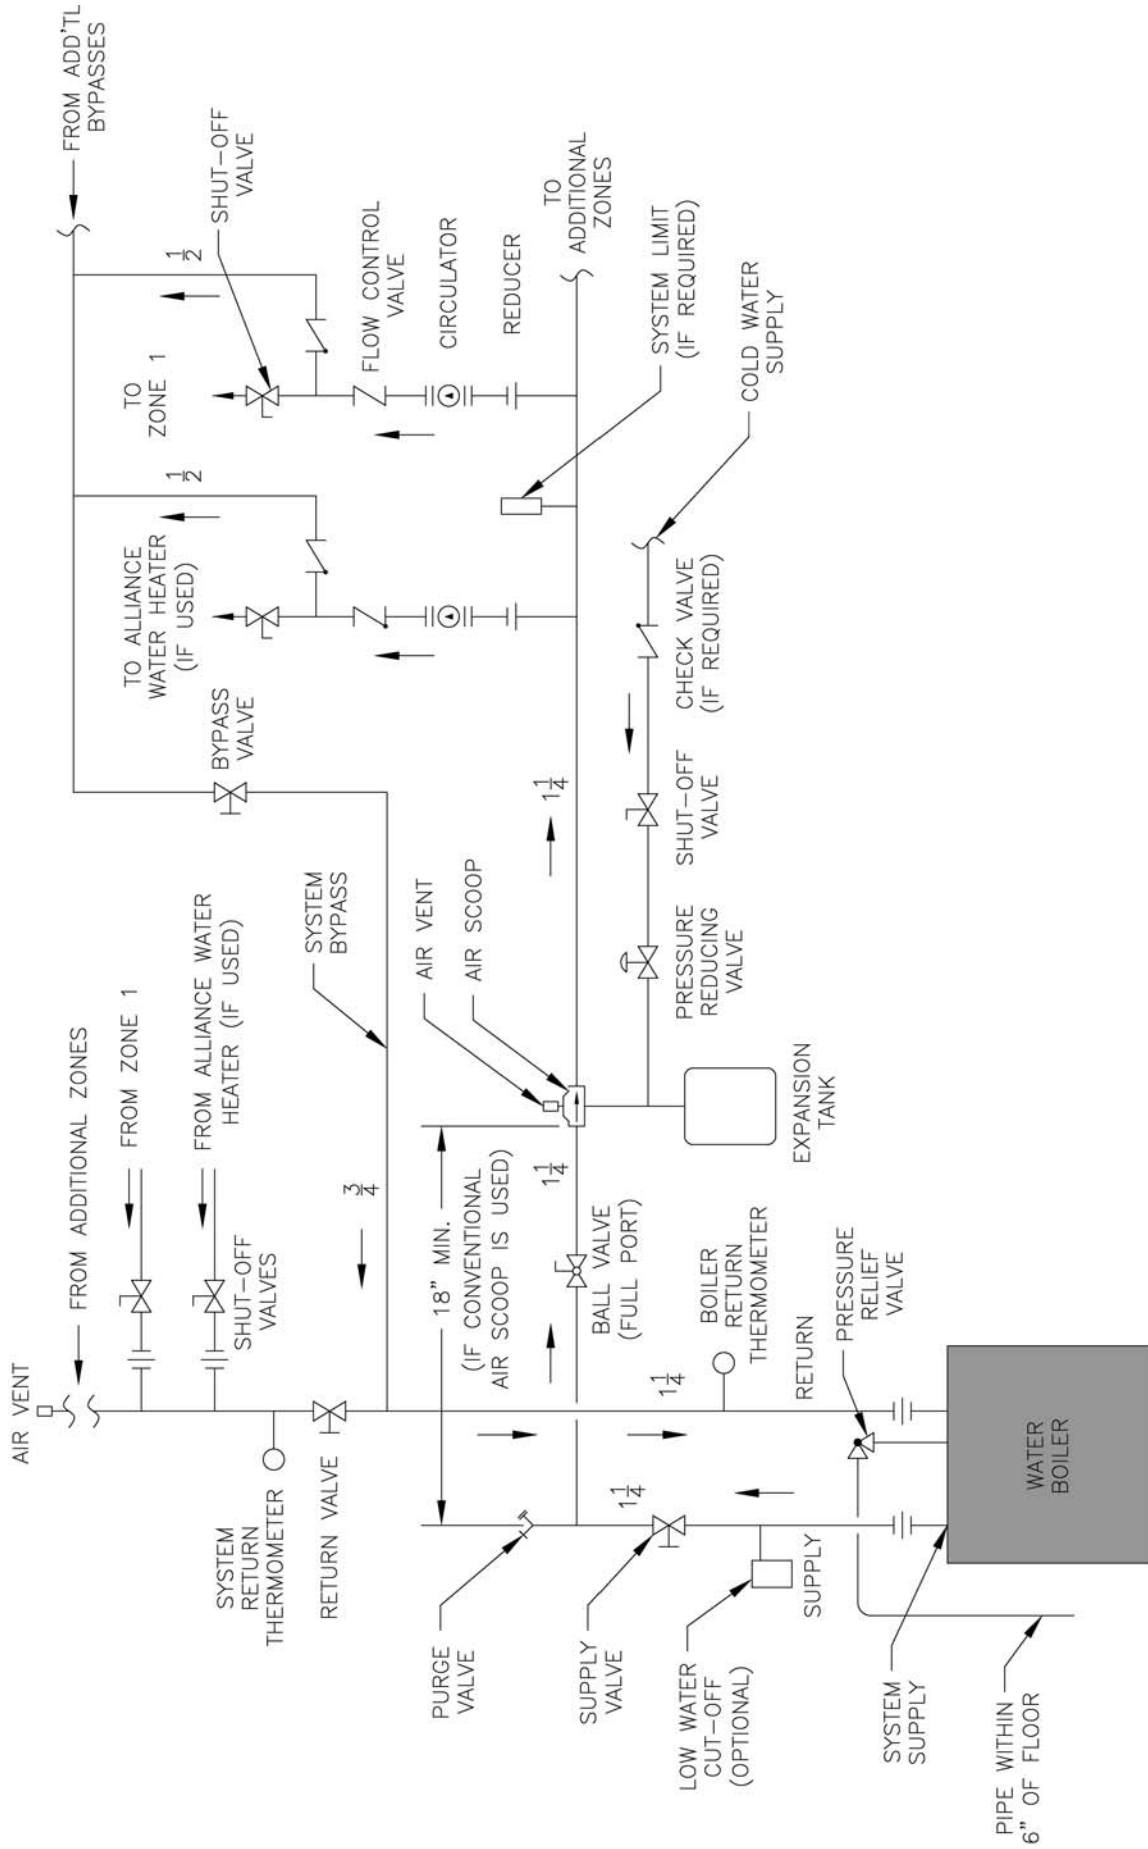 AIR VENT
FROM ADDITIONAL ZONES
FROM ZONE 1
FROM ALLIANCE WATER
HEATER (IF USED)
SHUT-OFF
VALVES
SYSTEM
RETURN
THERMOMETER
RETURN VALVE
3/4
SYSTEM
BYPASS
BYPASS
VALVE
TO ALLIANCE
WATER HEATER
(IF USED)
1/2
TO
ZONE 1
1/2
SHUT-OFF
VALVE
FROM ADD'TL
BYPASSES
FLOW CONTROL
VALVE
CIRCULATOR
REDUCER
TO
ADDITIONAL
ZONES
SYSTEM LIMIT
(IF REQUIRED)
COLD WATER
SUPPLY
PURGE
VALVE
18" MIN.
(IF CONVENTIONAL
AIR SCOOP IS USED)
AIR VENT
AIR SCOOP
1 1/4
1 1/4
SUPPLY
VALVE
1 1/4
1 1/4
BALL VALVE
(FULL PORT)
PRESSURE
REDUCING
VALVE
SHUT-OFF
VALVE
CHECK VALVE
(IF REQUIRED)
LOW WATER
CUT-OFF
(OPTIONAL)
SUPPLY
BOILER
RETURN
THERMOMETER
RETURN
EXPANSION
TANK
PRESSURE
RELIEF
VALVE
SYSTEM
SUPPLY
PIPE WITHIN
6" OF FLOOR
WATER
BOILER